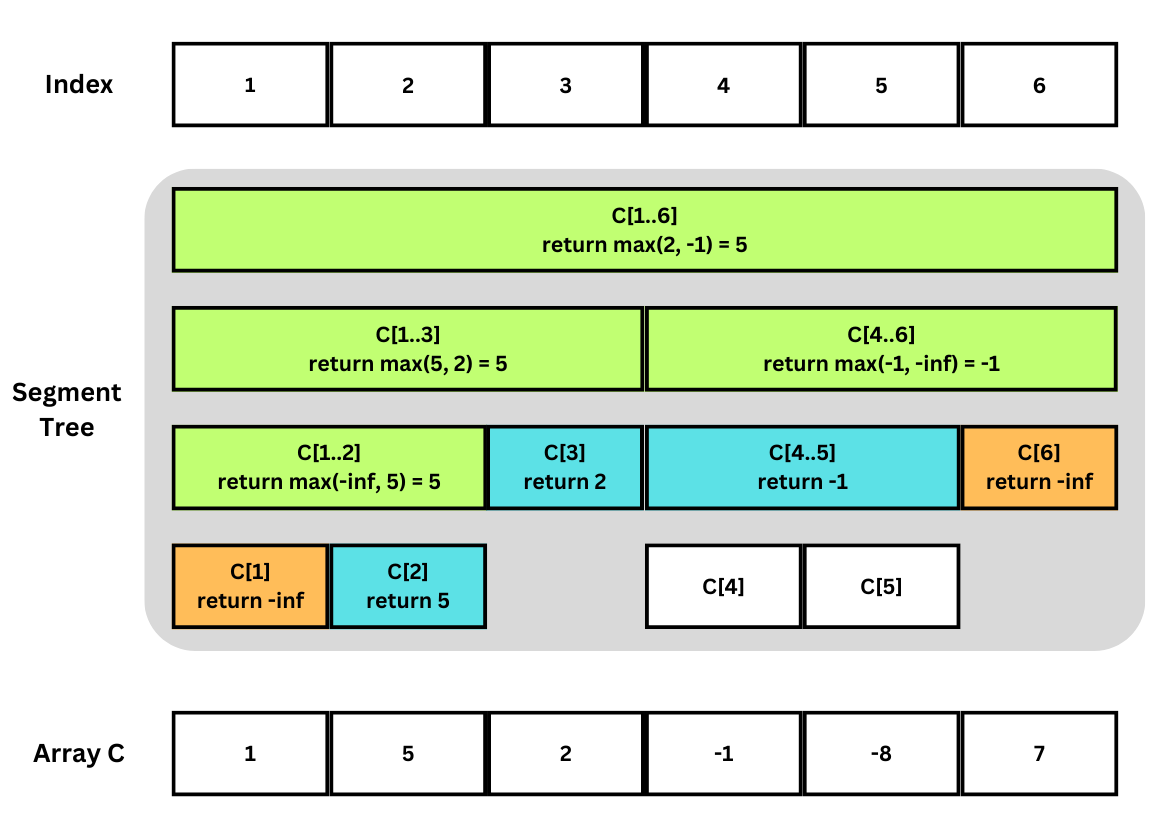 Index
1
2
3
4
5
6
Segment
Tree
C[1..6]
return max(2, -1) = 5
C[1..3]
return max(5, 2) = 5
C[4..6]
return max(-1, -inf) = -1
C[1..2]
return max(-inf, 5) = 5
C[3]
return 2
C[4..5]
return -1
C[6]
return -inf
C[1]
return -inf
C[2]
return 5
C[4]
C[5]
Array C
1
5
2
-1
-8
7